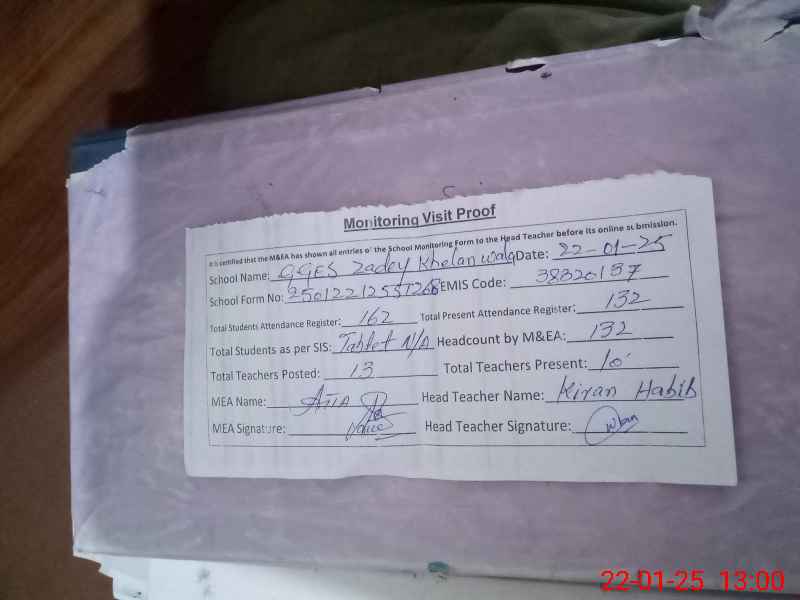 Monitoring Visit Proof
It is certified that the M&EA has shown all entries of the School Monitoring Form to the Head Teacher before its online submission.
School Name: GGES Zadey Khelan wala Date: 22-01-25
School Form No: EMIS Code: 38320157
Total Students Attendance Register: 162 Total Present Attendance Register: 132
Total Students as per SIS: Tablet N/A Headcount by M&EA: 132
Total Teachers Posted: 13 Total Teachers Present: 10
MEA Name: Head Teacher Name: Kiran Habib
MEA Signature: Head Teacher Signature:
22-01-25 13:00